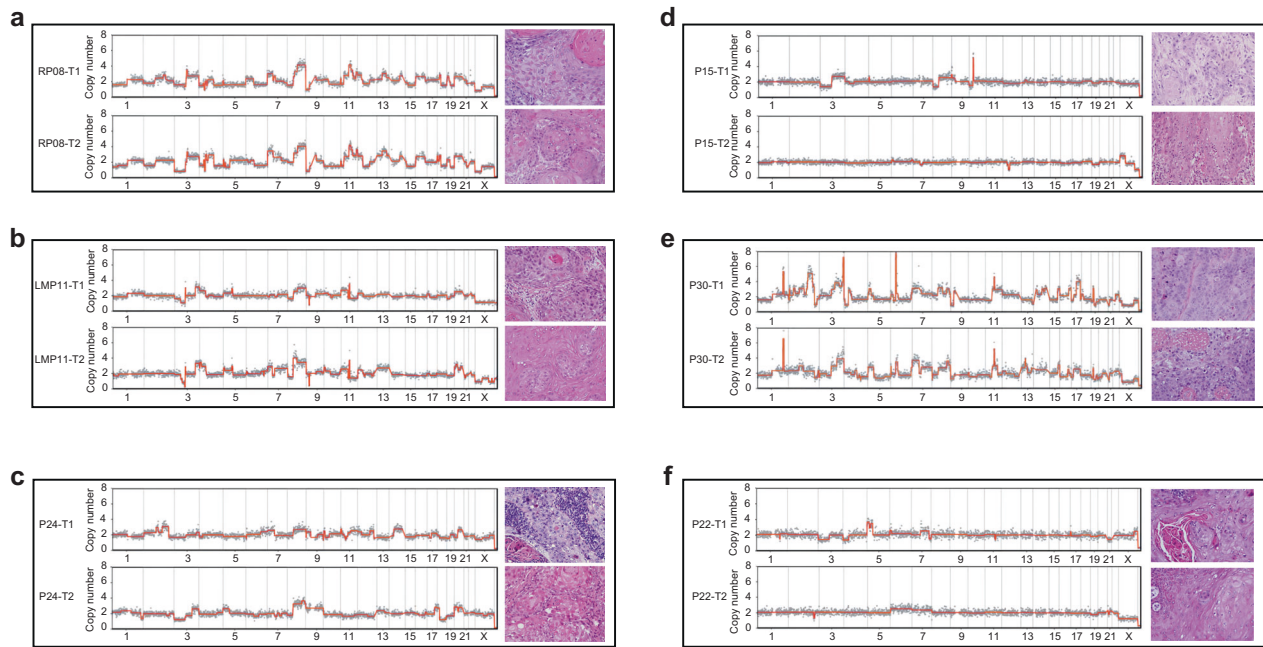 a
RP08-T1
Copy number
8
6
4
2
0
1 3 5 7 9 11 13 15 17 19 21 X
RP08-T2
Copy number
8
6
4
2
0
1 3 5 7 9 11 13 15 17 19 21 X
b
LMP11-T1
Copy number
8
6
4
2
0
1 3 5 7 9 11 13 15 17 19 21 X
LMP11-T2
Copy number
8
6
4
2
0
1 3 5 7 9 11 13 15 17 19 21 X
c
P24-T1
Copy number
8
6
4
2
0
1 3 5 7 9 11 13 15 17 19 21 X
P24-T2
Copy number
8
6
4
2
0
1 3 5 7 9 11 13 15 17 19 21 X
d
P15-T1
Copy number
8
6
4
2
0
1 3 5 7 9 11 13 15 17 19 21 X
P15-T2
Copy number
8
6
4
2
0
1 3 5 7 9 11 13 15 17 19 21 X
e
P30-T1
Copy number
8
6
4
2
0
1 3 5 7 9 11 13 15 17 19 21 X
P30-T2
Copy number
8
6
4
2
0
1 3 5 7 9 11 13 15 17 19 21 X
f
P22-T1
Copy number
8
6
4
2
0
1 3 5 7 9 11 13 15 17 19 21 X
P22-T2
Copy number
8
6
4
2
0
1 3 5 7 9 11 13 15 17 19 21 X